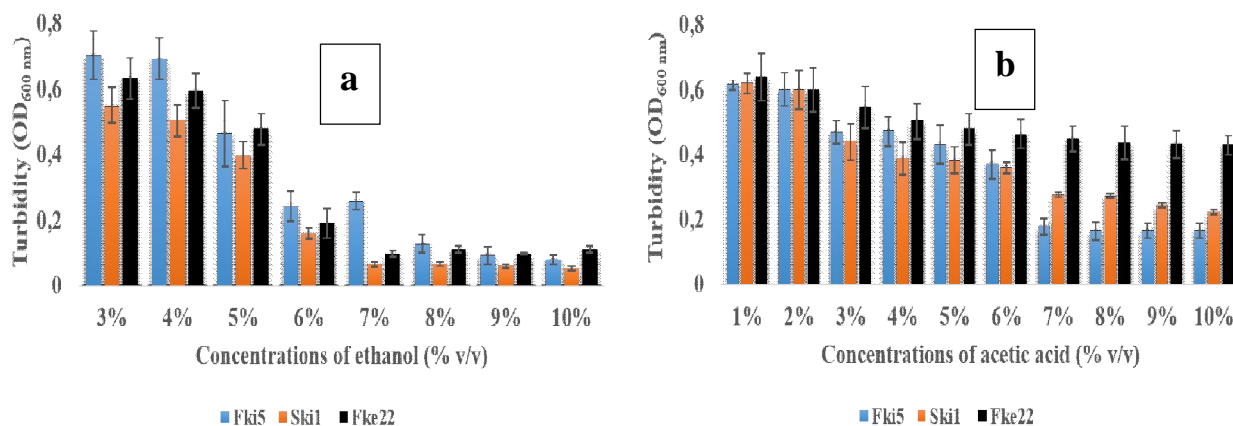 a
Turbidity (OD600 nm)
0,8
0,6
0,4
0,2
0
3% 4% 5% 6% 7% 8% 9% 10%
Concentrations of ethanol (% v/v)
Fki5 Ski1 Fke22
b
Turbidity (OD600 nm)
0,8
0,6
0,4
0,2
0
1% 2% 3% 4% 5% 6% 7% 8% 9% 10%
Concentrations of acetic acid (% v/v)
Fki5 Ski1 Fke22